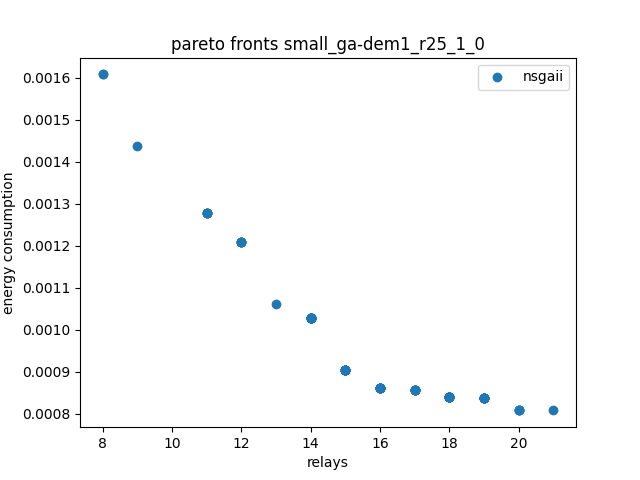 pareto fronts small_ga-dem1_r25_1_0
nsgaii
0.0016
0.0015
0.0014
0.0013
0.0012
0.0011
0.0010
0.0009
0.0008
energy consumption
8 10 12 14 16 18 20
relays